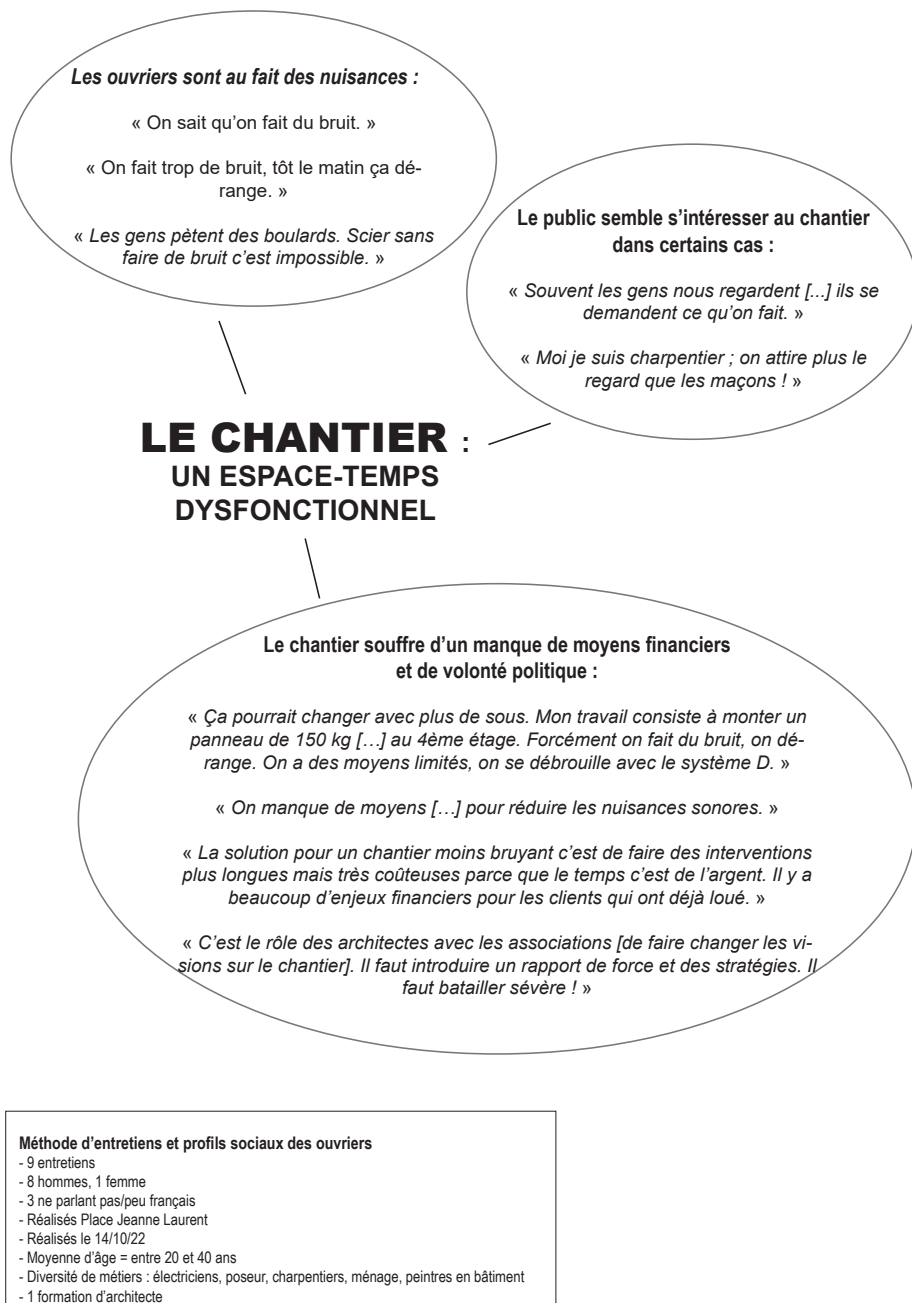 Les ouvriers sont au fait des nuisances :
« On sait qu'on fait du bruit. »
« On fait trop de bruit, tôt le matin ça dé-
range. »
« Les gens pètent des boulards. Scier sans
faire de bruit c'est impossible. »
Le public semble s'intéresser au chantier
dans certains cas :
« Souvent les gens nous regardent [...] ils se
demandent ce qu'on fait. »
« Moi je suis charpentier ; on attire plus le
regard que les maçons ! »
LE CHANTIER :
UN ESPACE-TEMPS
DYSFONCTIONNEL
Le chantier souffre d'un manque de moyens financiers
et de volonté politique :
« Ça pourrait changer avec plus de sous. Mon travail consiste à monter un
panneau de 150 kg […] au 4ème étage. Forcément on fait du bruit, on dé-
range. On a des moyens limités, on se débrouille avec le système D. »
« On manque de moyens […] pour réduire les nuisances sonores. »
« La solution pour un chantier moins bruyant c'est de faire des interventions
plus longues mais très coûteuses parce que le temps c'est de l'argent. Il y a
beaucoup d'enjeux financiers pour les clients qui ont déjà loué. »
« C'est le rôle des architectes avec les associations [de faire changer les vi-
sions sur le chantier]. Il faut introduire un rapport de force et des stratégies. Il
faut batailler sévère ! »
Méthode d'entretiens et profils sociaux des ouvriers
- 9 entretiens
- 8 hommes, 1 femme
- 3 ne parlant pas/peu français
- Réalisés Place Jeanne Laurent
- Réalisés le 14/10/22
- Moyenne d'âge = entre 20 et 40 ans
- Diversité de métiers : électriciens, poseur, charpentiers, ménage, peintres en bâtiment
- 1 formation d'architecte